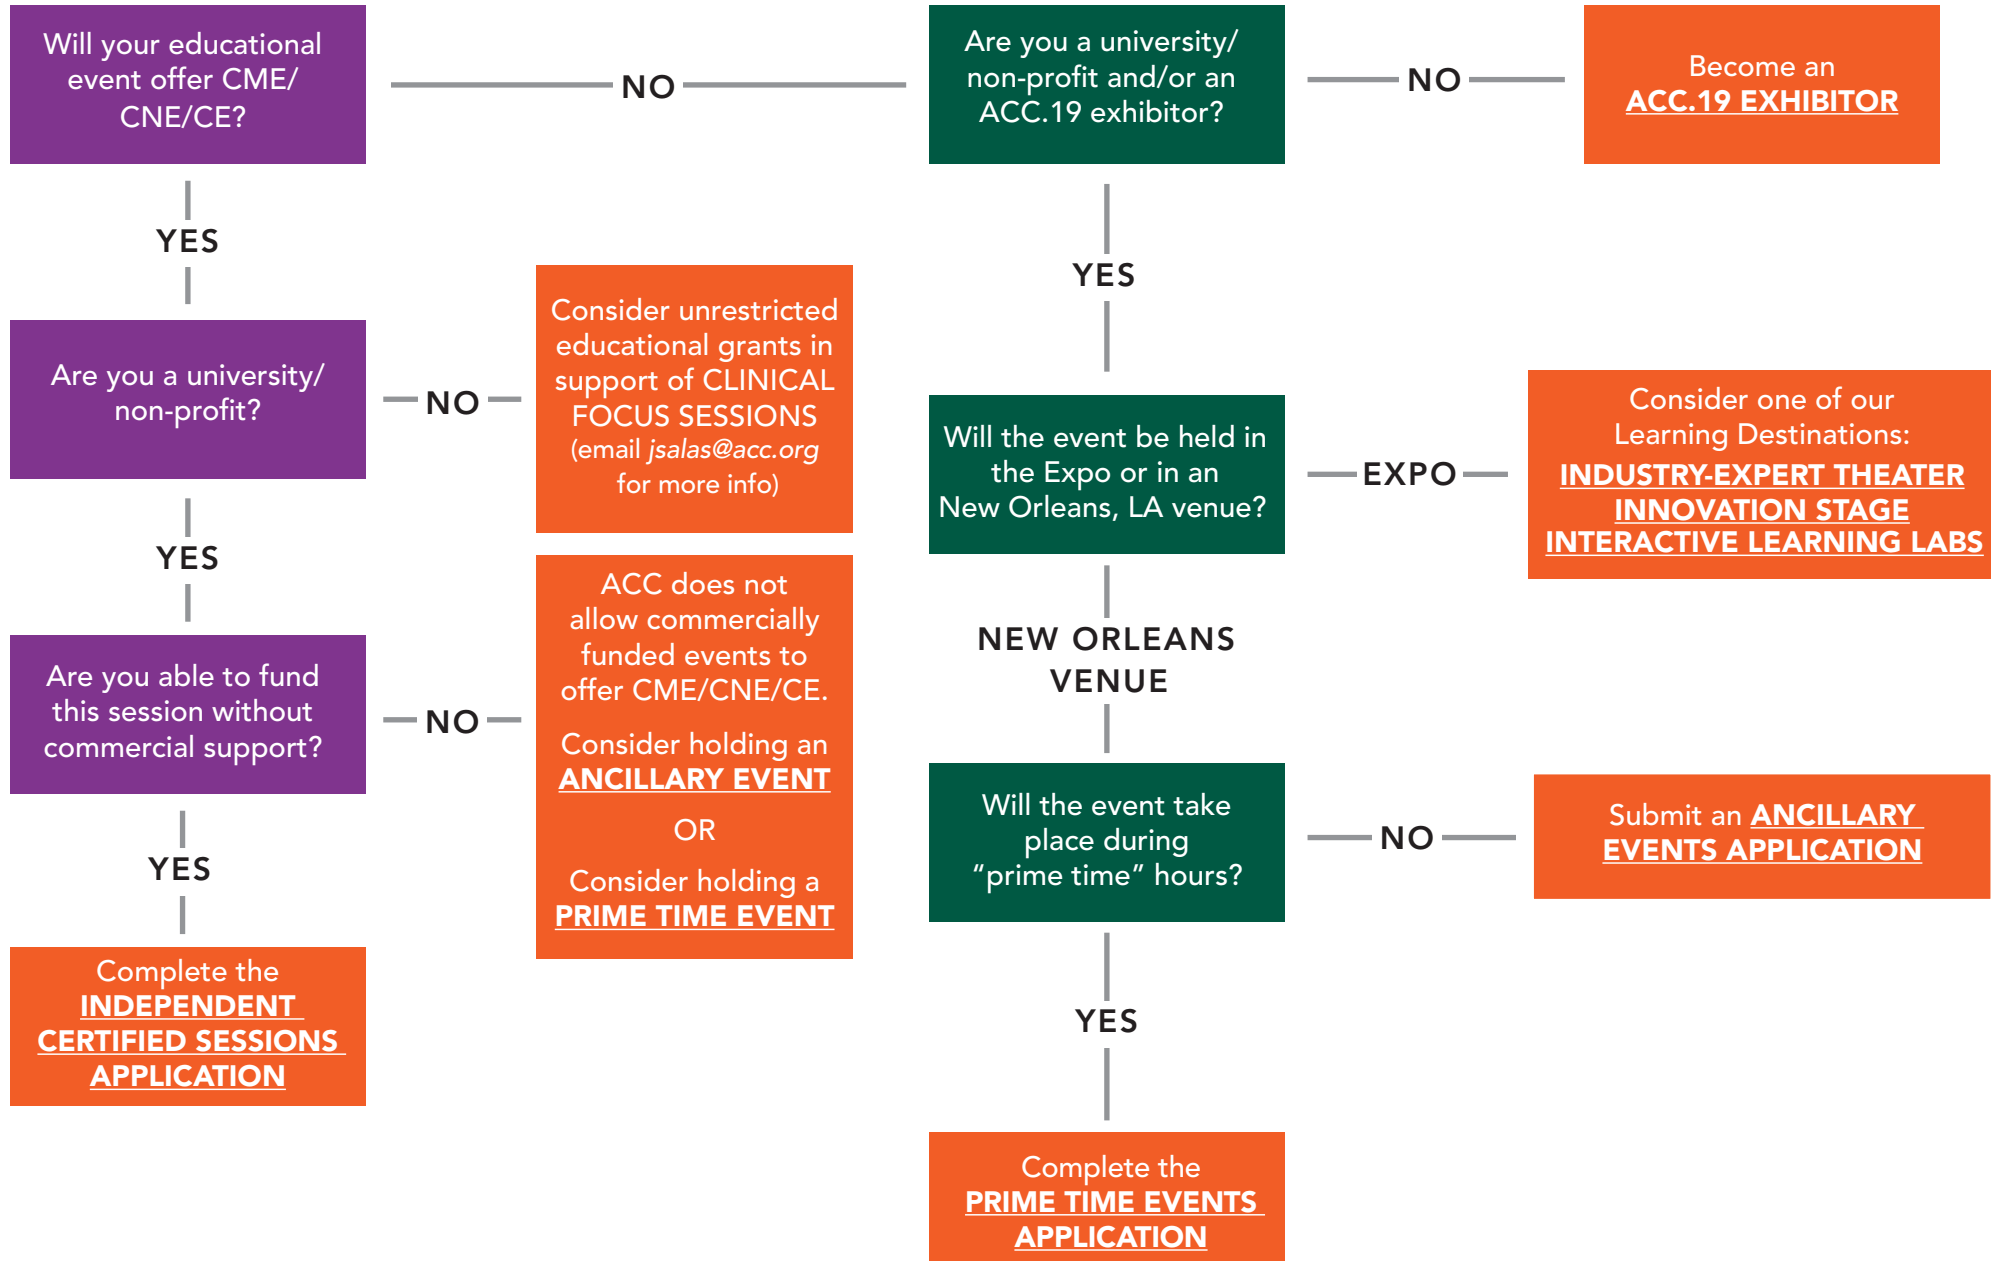 Will your educational
event offer CME/
CNE/CE?
NO
Are you a university/
non-profit and/or an
ACC.19 exhibitor?
NO
Become an
ACC.19 EXHIBITOR
YES
Are you a university/
non-profit?
NO
Consider unrestricted
educational grants in
support of CLINICAL
FOCUS SESSIONS
(email jsalas@acc.org
for more info)
YES
Are you able to fund
this session without
commercial support?
NO
ACC does not
allow commercially
funded events to
offer CME/CNE/CE.
Consider holding an
ANCILLARY EVENT
OR
Consider holding a
PRIME TIME EVENT
YES
Complete the
INDEPENDENT
CERTIFIED SESSIONS
APPLICATION
YES
Will the event be held in
the Expo or in an
New Orleans, LA venue?
EXPO
Consider one of our
Learning Destinations:
INDUSTRY-EXPERT THEATER
INNOVATION STAGE
INTERACTIVE LEARNING LABS
NEW ORLEANS
VENUE
Will the event take
place during
“prime time” hours?
NO
Submit an ANCILLARY
EVENTS APPLICATION
YES
Complete the
PRIME TIME EVENTS
APPLICATION